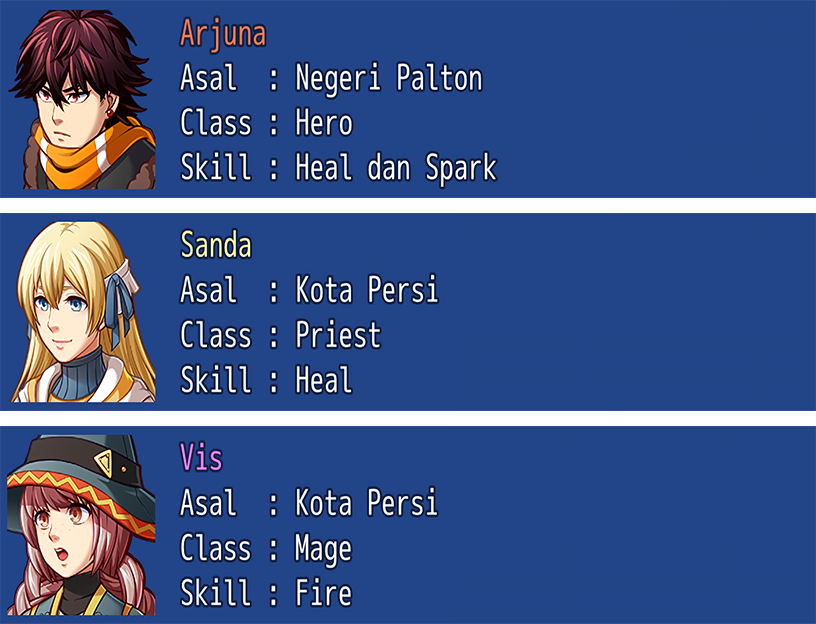 Arjuna
Asal : Negeri Palton
Class : Hero
Skill : Heal dan Spark
Sanda
Asal : Kota Persi
Class : Priest
Skill : Heal
Vis
Asal : Kota Persi
Class : Mage
Skill : Fire